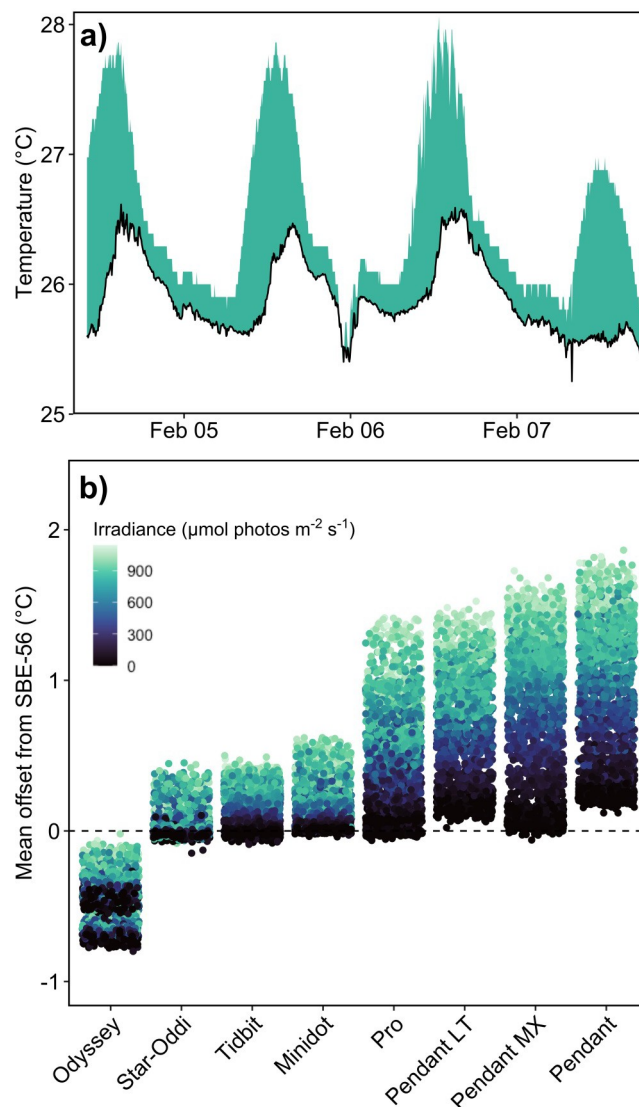 a)
28
27
26
25
Temperature (°C)
Feb 05 Feb 06 Feb 07
b)
Irradiance (µmol photos m⁻² s⁻¹)
900
600
300
0
2
1
0
-1
Mean offset from SBE-56 (°C)
Odyssey
Star-Oddi
Tidbit
Minidot
Pro
Pendant LT
Pendant MX
Pendant